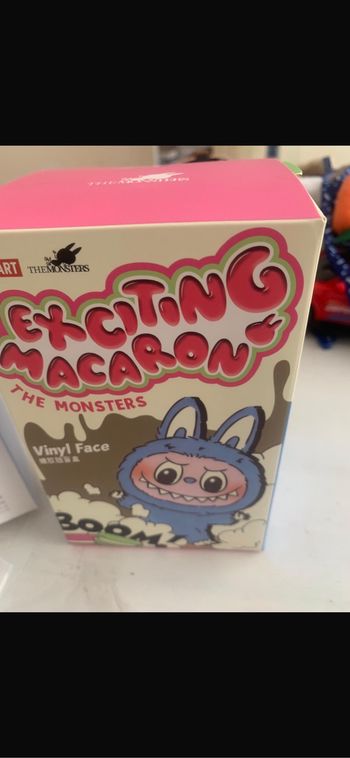 THE MONSTERS
ART
THE MONSTERS
EXCITING
MACARON
THE MONSTERS
Vinyl Face
BOOM!